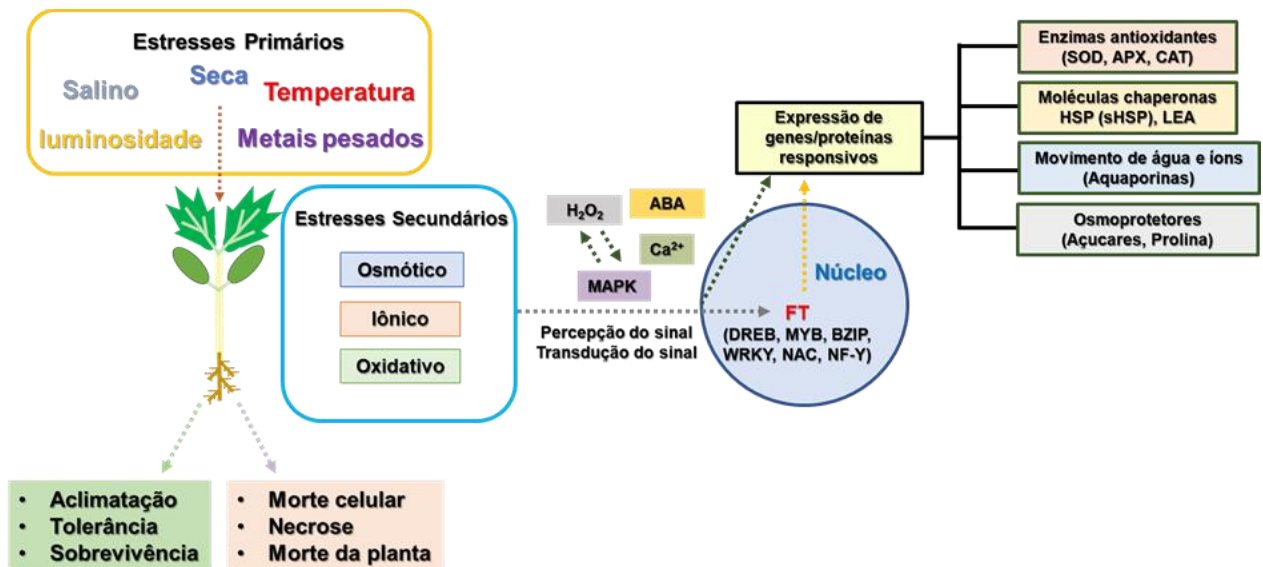 Estresses Primários
Seca
Salino
Temperatura
luminosidade
Metais pesados
Estresses Secundários
Osmótico
Iônico
Oxidativo
• Aclimatação
• Tolerância
• Sobrevivência
• Morte celular
• Necrose
• Morte da planta
H₂O₂
ABA
Ca²⁺
MAPK
Percepção do sinal
Transdução do sinal
Núcleo
FT
(DREB, MYB, BZIP,
WRKY, NAC, NF-Y)
Expressão de
genes/proteínas
responsivos
Enzimas antioxidantes
(SOD, APX, CAT)
Moléculas chaperonas
HSP (sHSP), LEA
Movimento de água e íons
(Aquaporinas)
Osmoprotetores
(Açucares, Prolina)